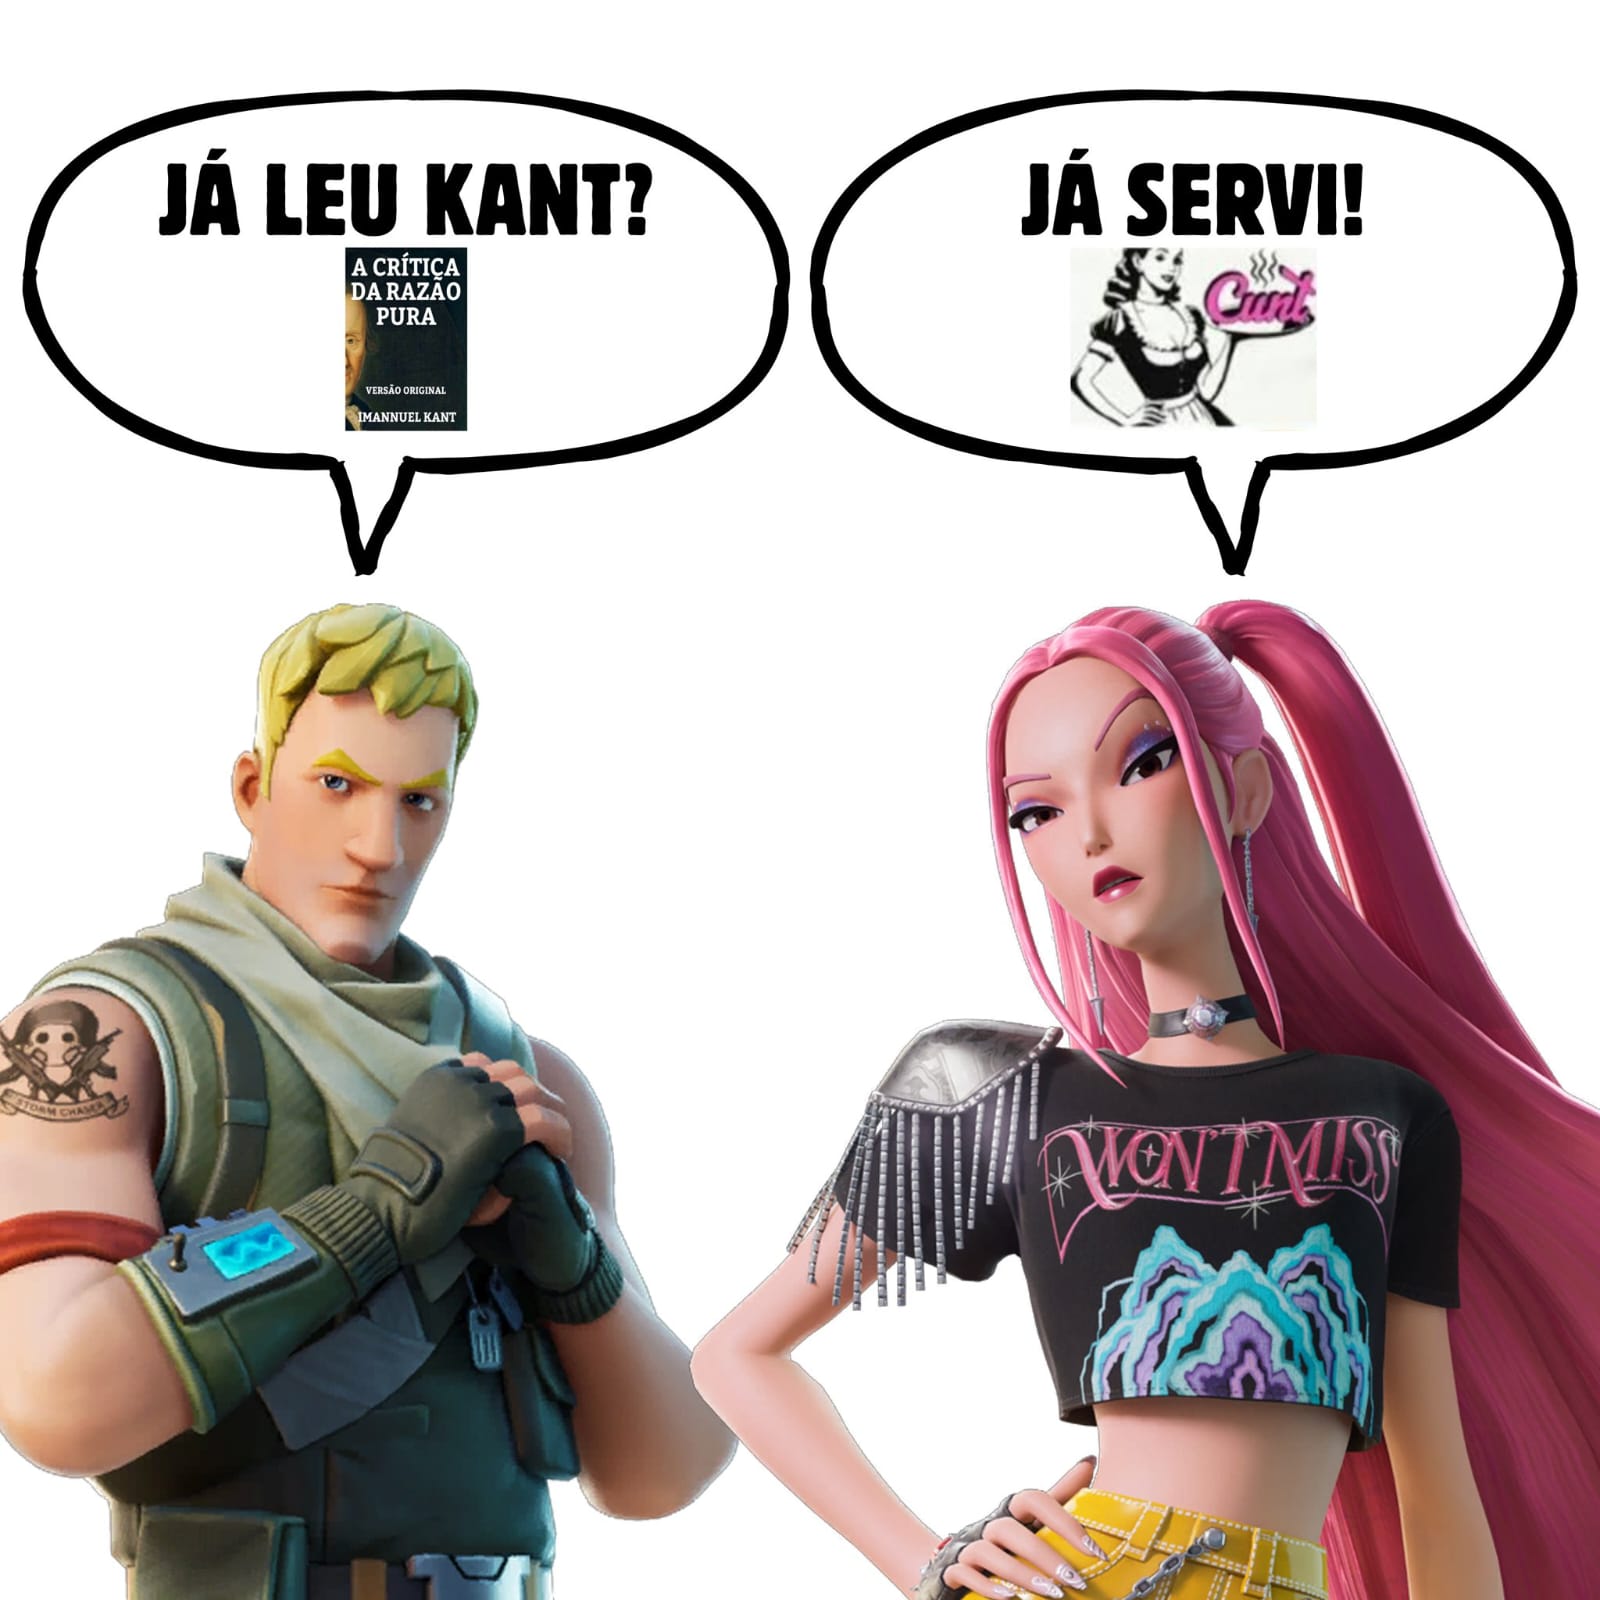 JÁ LEU KANT?
A CRÍTICA
DA RAZÃO
PURA
VERSÃO ORIGINAL
IMANNUEL KANT
JÁ SERVI!
Cunt
STORM CHASER
WON'T MISS